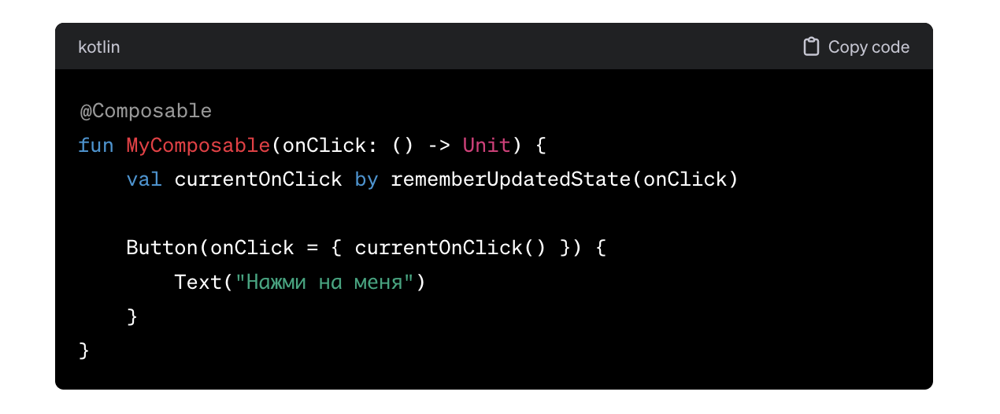 kotlin
Copy code
@Composable
fun MyComposable(onClick: () -> Unit) {
    val currentOnClick by rememberUpdatedState(onClick)

    Button(onClick = { currentOnClick() }) {
        Text("Нажми на меня")
    }
}